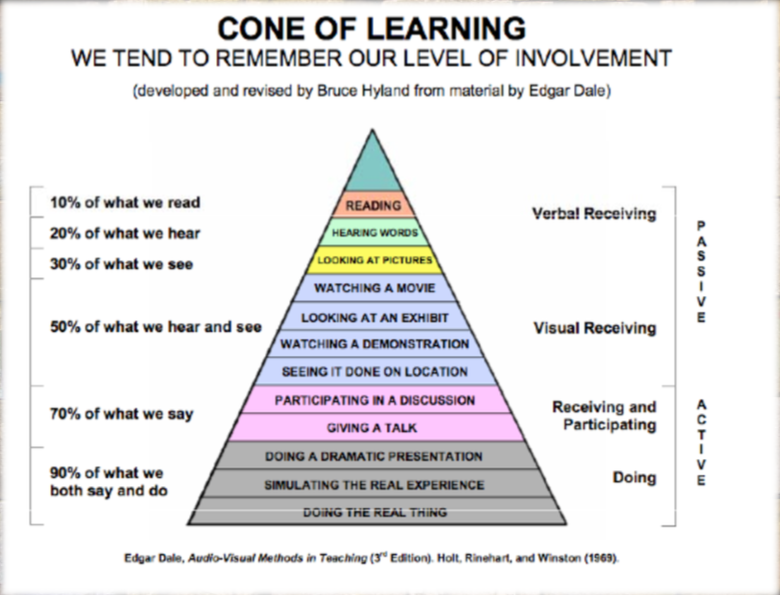 CONE OF LEARNING
WE TEND TO REMEMBER OUR LEVEL OF INVOLVEMENT
(developed and revised by Bruce Hyland from material by Edgar Dale)
10% of what we read
20% of what we hear
30% of what we see
50% of what we hear and see
70% of what we say
90% of what we
both say and do
READING
HEARING WORDS
LOOKING AT PICTURES
WATCHING A MOVIE
LOOKING AT AN EXHIBIT
WATCHING A DEMONSTRATION
SEEING IT DONE ON LOCATION
PARTICIPATING IN A DISCUSSION
GIVING A TALK
DOING A DRAMATIC PRESENTATION
SIMULATING THE REAL EXPERIENCE
DOING THE REAL THING
Verbal Receiving
Visual Receiving
Receiving and
Participating
Doing
PASSIVE
ACTIVE
Edgar Dale, Audio-Visual Methods in Teaching (3rd Edition). Holt, Rinehart, and Winston (1969).